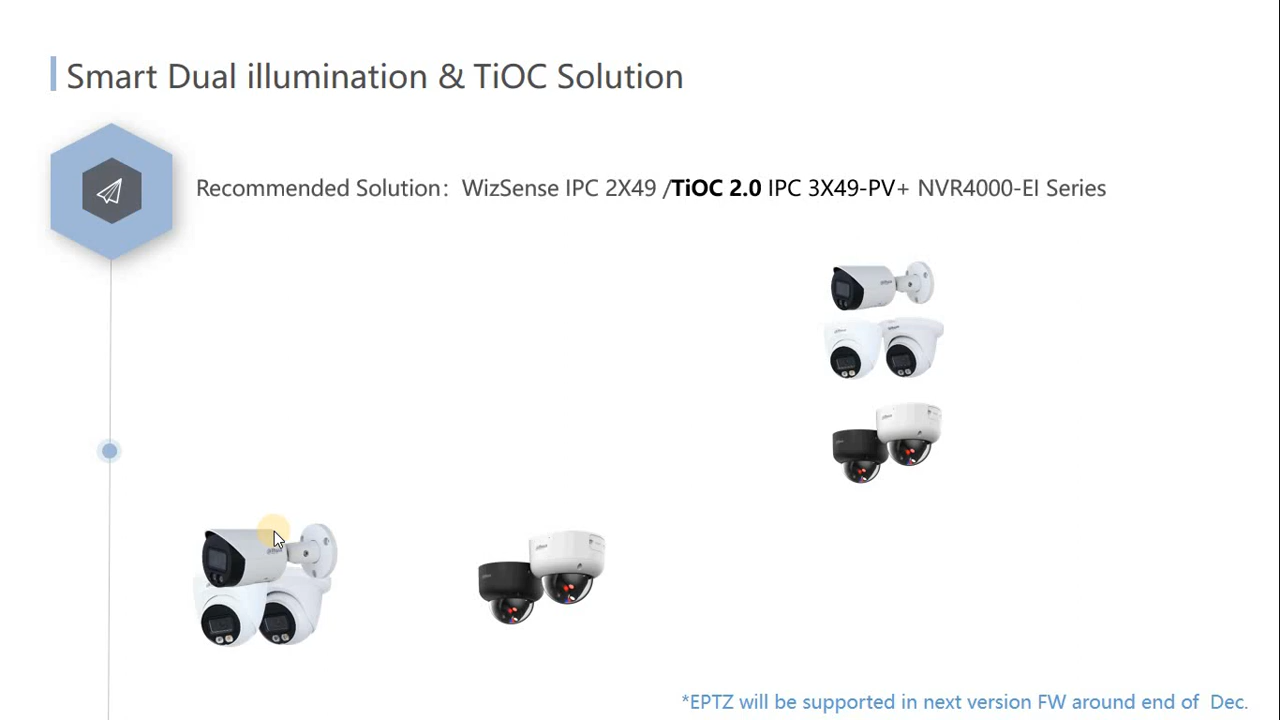 Smart Dual illumination & TiOC Solution
Recommended Solution: WizSense IPC 2X49 /TiOC 2.0 IPC 3X49-PV+ NVR4000-EI Series
*EPTZ will be supported in next version FW around end of Dec.